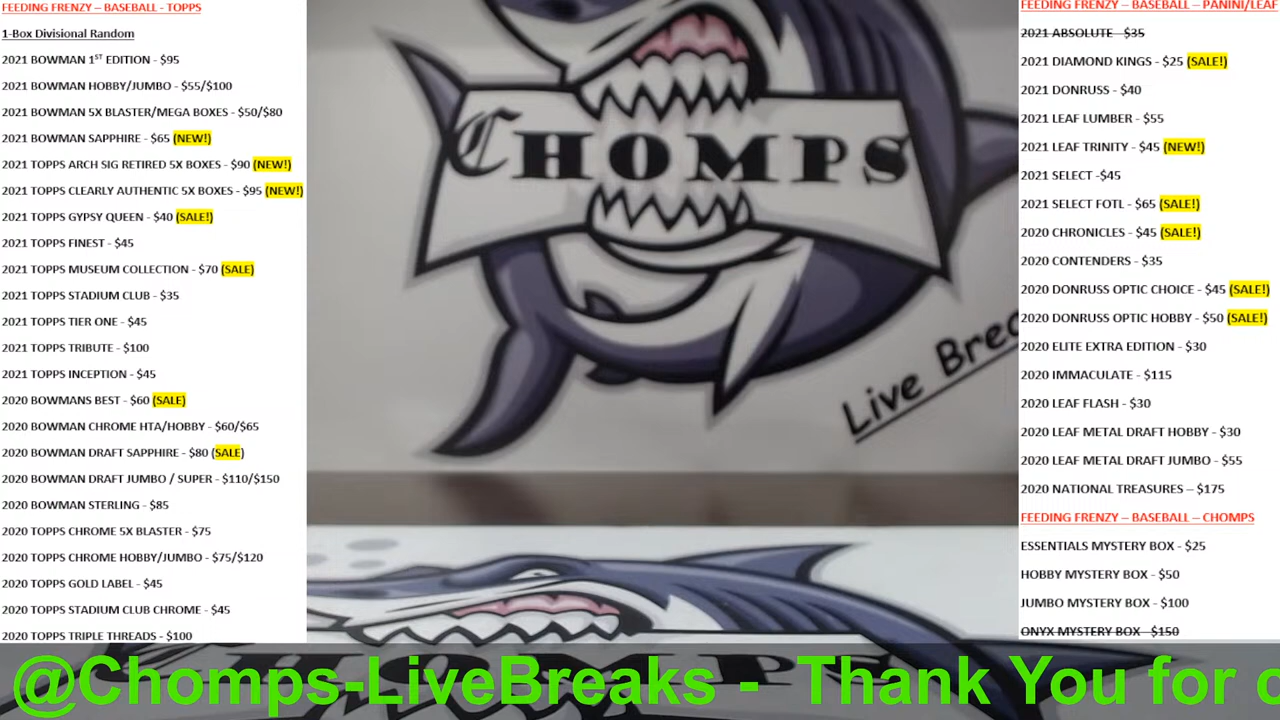 FEEDING FRENZY – BASEBALL - TOPPS
1-Box Divisional Random
2021 BOWMAN 1ST EDITION - $95
2021 BOWMAN HOBBY/JUMBO - $55/$100
2021 BOWMAN 5X BLASTER/MEGA BOXES - $50/$80
2021 BOWMAN SAPPHIRE - $65 (NEW!)
2021 TOPPS ARCH SIG RETIRED 5X BOXES - $90 (NEW!)
2021 TOPPS CLEARLY AUTHENTIC 5X BOXES - $95 (NEW!)
2021 TOPPS GYPSY QUEEN - $40 (SALE!)
2021 TOPPS FINEST - $45
2021 TOPPS MUSEUM COLLECTION - $70 (SALE)
2021 TOPPS STADIUM CLUB - $35
2021 TOPPS TIER ONE - $45
2021 TOPPS TRIBUTE - $100
2021 TOPPS INCEPTION - $45
2020 BOWMANS BEST - $60 (SALE)
2020 BOWMAN CHROME HTA/HOBBY - $60/$65
2020 BOWMAN DRAFT SAPPHIRE - $80 (SALE)
2020 BOWMAN DRAFT JUMBO / SUPER - $110/$150
2020 BOWMAN STERLING - $85
2020 TOPPS CHROME 5X BLASTER - $75
2020 TOPPS CHROME HOBBY/JUMBO - $75/$120
2020 TOPPS GOLD LABEL - $45
2020 TOPPS STADIUM CLUB CHROME - $45
2020 TOPPS TRIPLE THREADS - $100
CHOMPS
Live Brea
CHOMPS
FEEDING FRENZY – BASEBALL – PANINI/LEAF
2021 ABSOLUTE - $35
2021 DIAMOND KINGS - $25 (SALE!)
2021 DONRUSS - $40
2021 LEAF LUMBER - $55
2021 LEAF TRINITY - $45 (NEW!)
2021 SELECT -$45
2021 SELECT FOTL - $65 (SALE!)
2020 CHRONICLES - $45 (SALE!)
2020 CONTENDERS - $35
2020 DONRUSS OPTIC CHOICE - $45 (SALE!)
2020 DONRUSS OPTIC HOBBY - $50 (SALE!)
2020 ELITE EXTRA EDITION - $30
2020 IMMACULATE - $115
2020 LEAF FLASH - $30
2020 LEAF METAL DRAFT HOBBY - $30
2020 LEAF METAL DRAFT JUMBO - $55
2020 NATIONAL TREASURES – $175
FEEDING FRENZY – BASEBALL – CHOMPS
ESSENTIALS MYSTERY BOX - $25
HOBBY MYSTERY BOX - $50
JUMBO MYSTERY BOX - $100
ONYX MYSTERY BOX - $150
@Chomps-LiveBreaks - Thank You for c